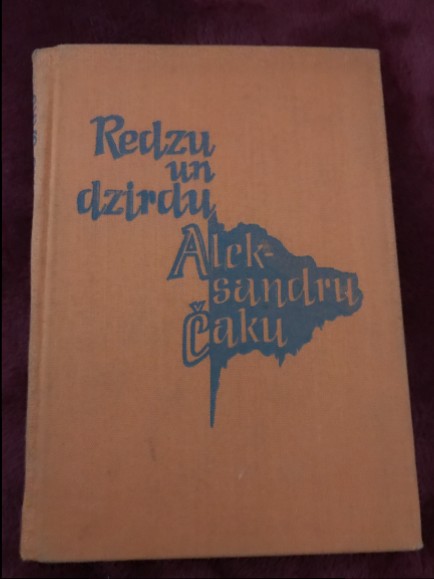 Redzu
un
dzirdu
Alek-
sandru
Čaku